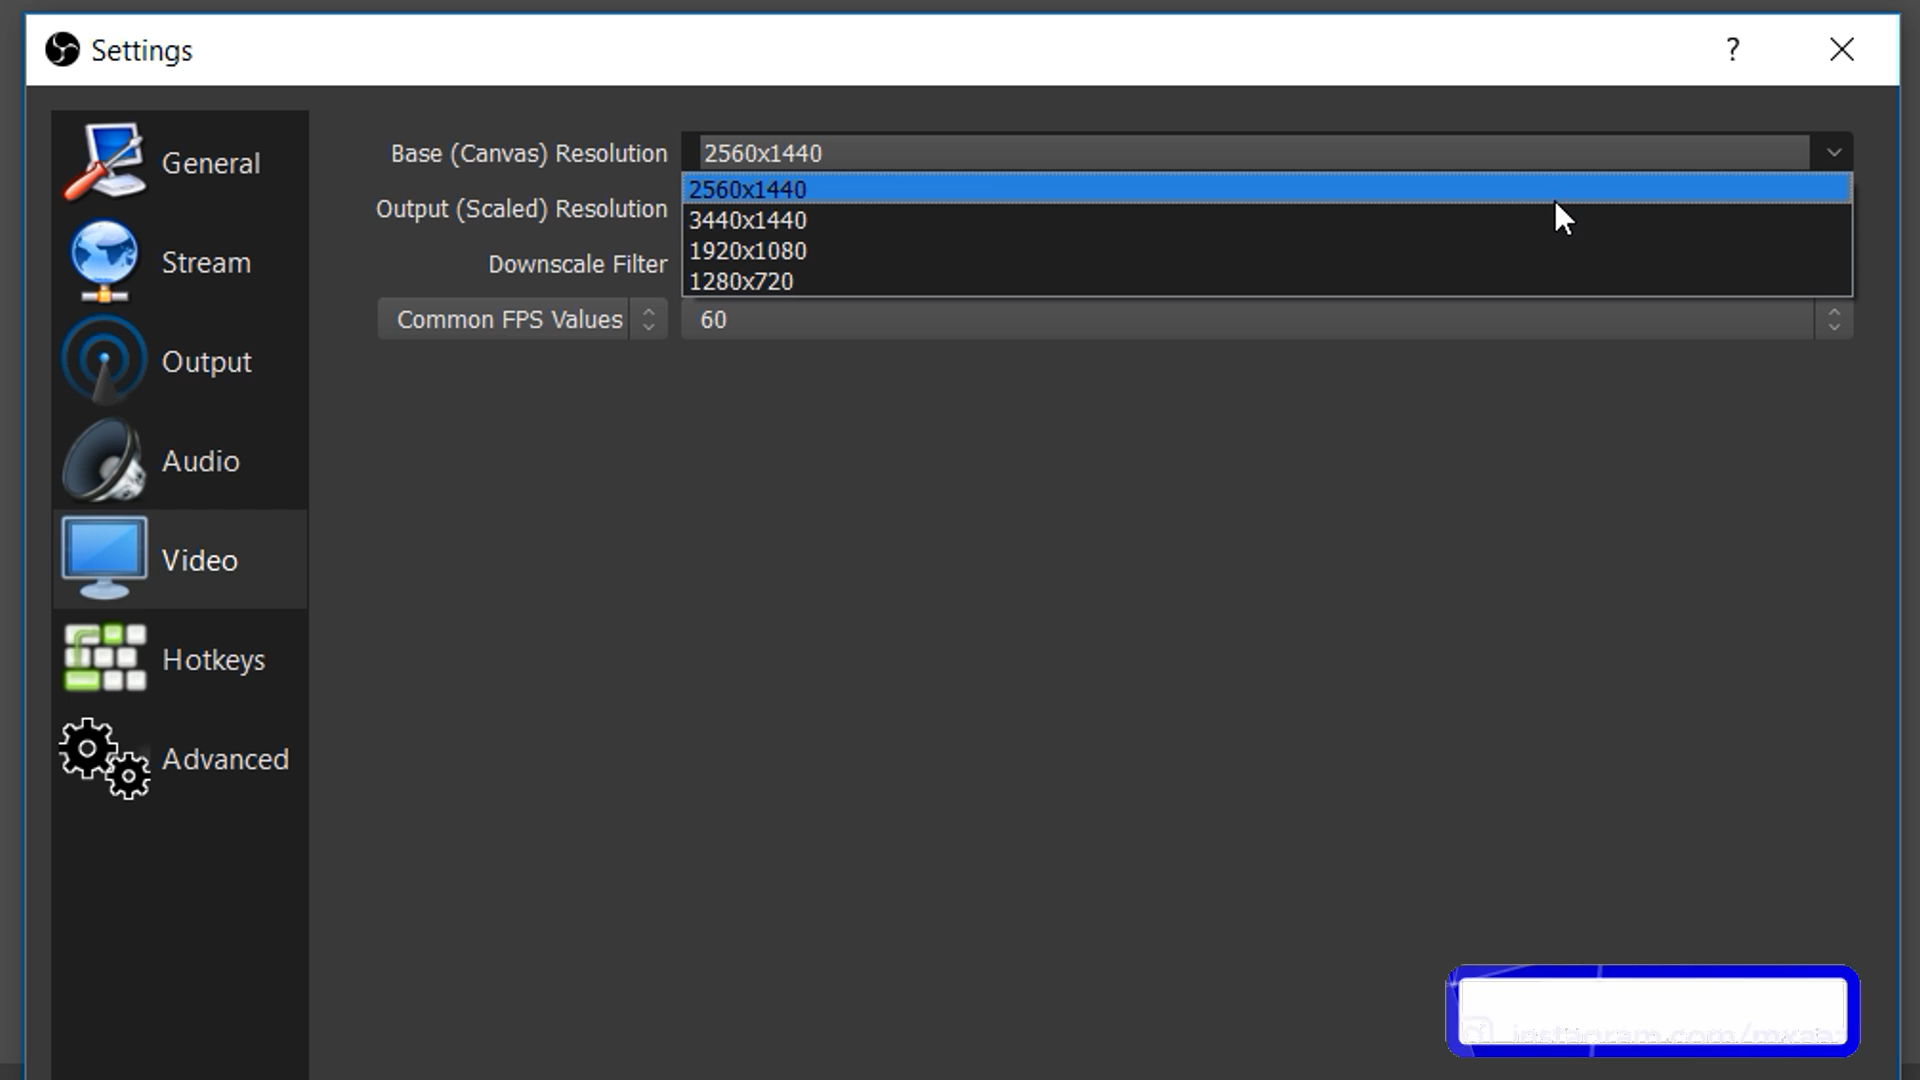 Settings
?
General
Stream
Output
Audio
Video
Hotkeys
Advanced
Base (Canvas) Resolution
2560x1440
2560x1440
3440x1440
1920x1080
1280x720
Output (Scaled) Resolution
Downscale Filter
Common FPS Values
60